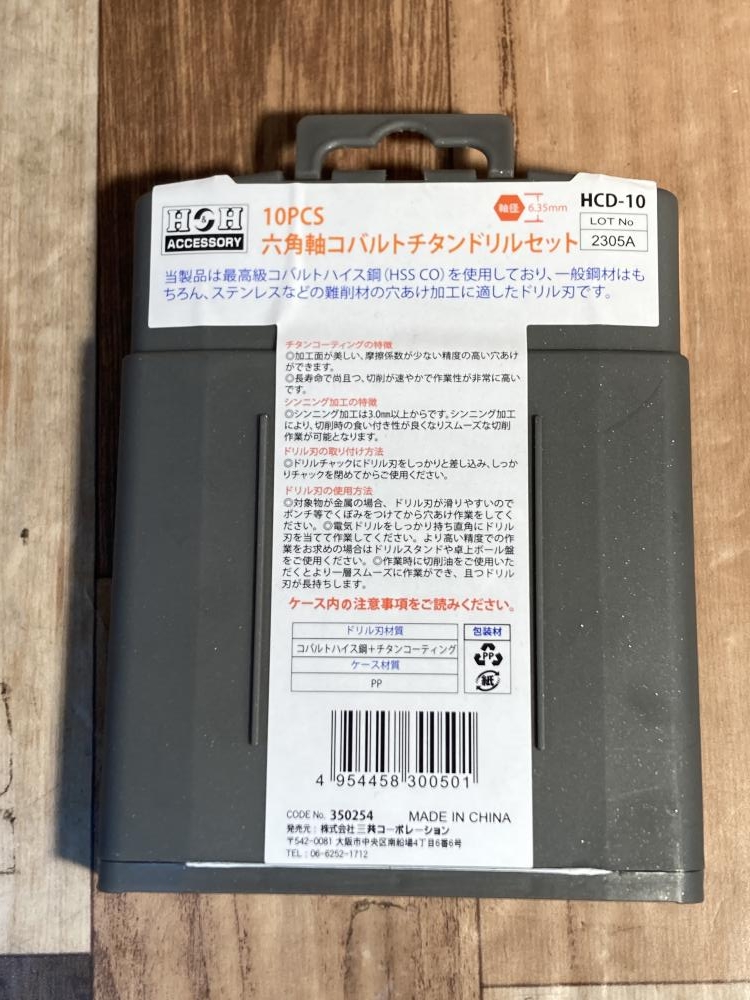 H&H
ACCESSORY
10PCS
六角軸コバルトチタンドリルセット
軸径
6.35mm
HCD-10
LOT No
2305A
当製品は最高級コバルトハイス鋼（HSS CO）を使用しており、一般鋼材はも
ちろん、ステンレスなどの難削材の穴あけ加工に適したドリル刃です。
チタンコーティングの特徴
◎加工面が美しい、摩擦係数が少ない精度の高い穴あけ
ができます。
◎長寿命で尚且つ、切削が速やかで作業性が非常に高い
です。
シンニング加工の特徴
◎シンニング加工は3.0mm以上からです。シンニング加工
により、切削時の食い付き性が良くなりスムーズな切削
作業が可能となります。
ドリル刃の取り付け方法
◎ドリルチャックにドリル刃をしっかりと差し込み、しっか
りチャックを閉めてからご使用ください。
ドリル刃の使用方法
◎対象物が金属の場合、ドリル刃が滑りやすいので
ポンチ等でくぼみをつけてから穴あけ作業をしてく
ださい。◎電気ドリルをしっかり持ち直角にドリル
刃を当てて作業してください。より高い精度での作
業をお求めの場合はドリルスタンドや卓上ボール盤
をご使用ください。◎作業時に切削油をご使用いた
だくとより一層スムーズに作業ができ、且つドリル
刃が長持ちします。
ケース内の注意事項をご読みください。
ドリル刃材質
コバルトハイス鋼＋チタンコーティング
ケース材質
PP
包装材
PP
紙
4 954458 300501
CODE No. 350254 MADE IN CHINA
発売元：株式会社 三共コーポレーション
〒542-0081 大阪市中央区南船場4丁目6番6号
TEL：06-6252-1712